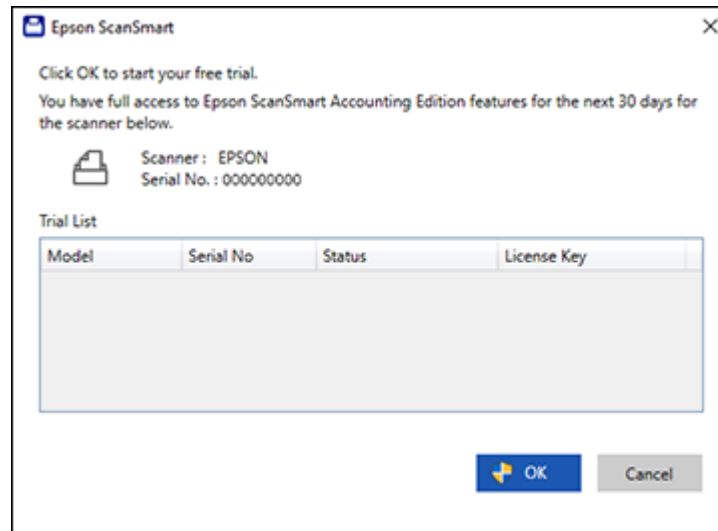 Epson ScanSmart
Click OK to start your free trial.
You have full access to Epson ScanSmart Accounting Edition features for the next 30 days for
the scanner below.
Scanner : EPSON
Serial No. : 000000000
Trial List
Model Serial No Status License Key
OK Cancel